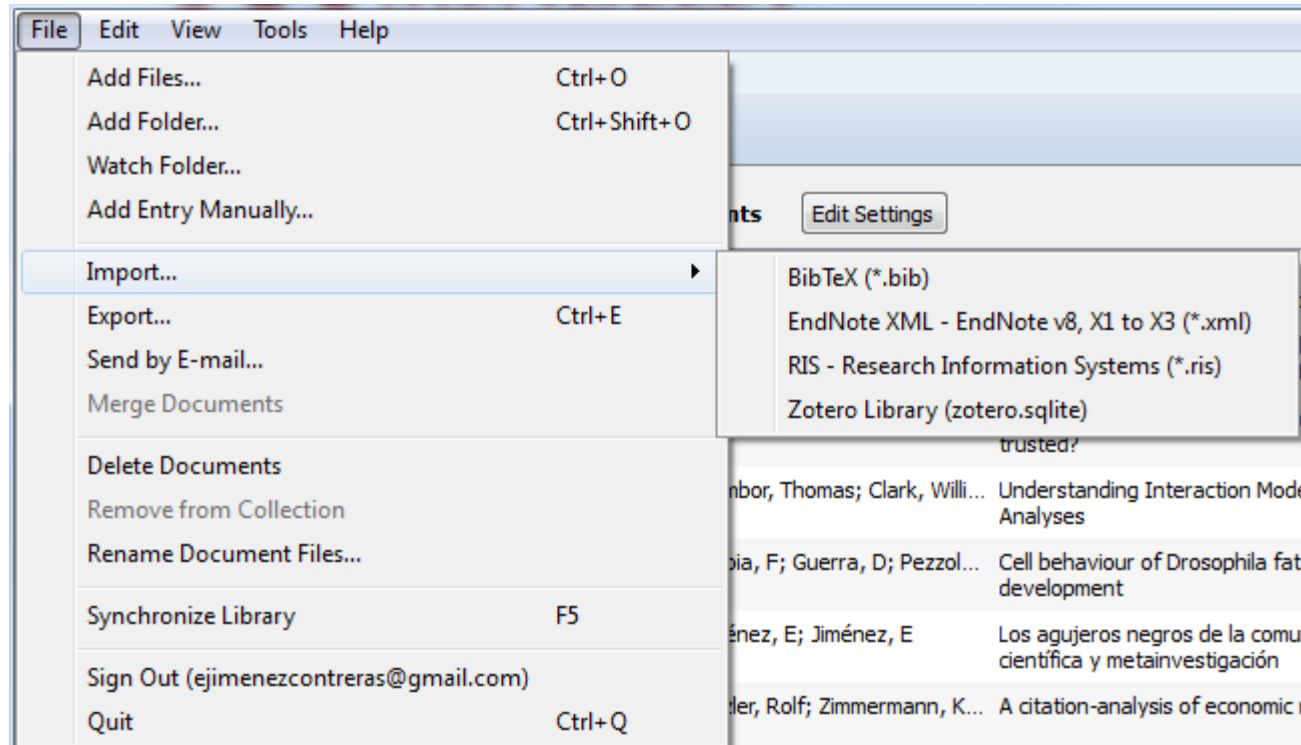 File Edit View Tools Help
Add Files... Ctrl+O
Add Folder... Ctrl+Shift+O
Watch Folder...
Add Entry Manually...
Edit Settings
Import...
BibTeX (*.bib)
EndNote XML - EndNote v8, X1 to X3 (*.xml)
RIS - Research Information Systems (*.ris)
Zotero Library (zotero.sqlite)
Export... Ctrl+E
Send by E-mail...
Merge Documents
Delete Documents
Remove from Collection
Rename Document Files...
Synchronize Library F5
Sign Out (ejimenezcontreras@gmail.com)
Quit Ctrl+Q
nts
trusted?
nbor, Thomas; Clark, Willi... Understanding Interaction Mode
Analyses
bia, F; Guerra, D; Pezzol... Cell behaviour of Drosophila fat
development
énez, E; Jiménez, E Los agujeros negros de la comu
científica y metainvestigación
ler, Rolf; Zimmermann, K... A citation-analysis of economic